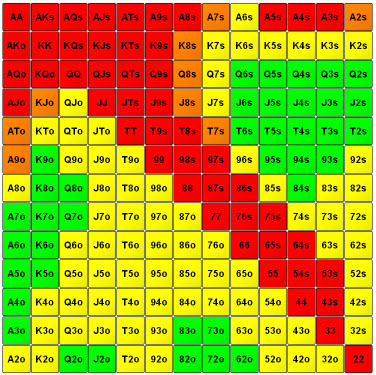 AA AKs AQs AJs ATs A9s A8s A7s A6s A5s A4s A3s A2s
AKo KK KQs KJs KTs K9s K8s K7s K6s K5s K4s K3s K2s
AQo KQo QQ QJs QTs Q9s Q8s Q7s Q6s Q5s Q4s Q3s Q2s
AJo KJo QJo JJ JTs J9s J8s J7s J6s J5s J4s J3s J2s
ATo KTo QTo JTo TT T9s T8s T7s T6s T5s T4s T3s T2s
A9o K9o Q9o J9o T9o 99 98s 97s 96s 95s 94s 93s 92s
A8o K8o Q8o J8o T8o 98o 88 87s 86s 85s 84s 83s 82s
A7o K7o Q7o J7o T7o 97o 87o 77 76s 75s 74s 73s 72s
A6o K6o Q6o J6o T6o 96o 86o 76o 66 65s 64s 63s 62s
A5o K5o Q5o J5o T5o 95o 85o 75o 65o 55 54s 53s 52s
A4o K4o Q4o J4o T4o 94o 84o 74o 64o 54o 44 43s 42s
A3o K3o Q3o J3o T3o 93o 83o 73o 63o 53o 43o 33 32s
A2o K2o Q2o J2o T2o 92o 82o 72o 62o 52o 42o 32o 22